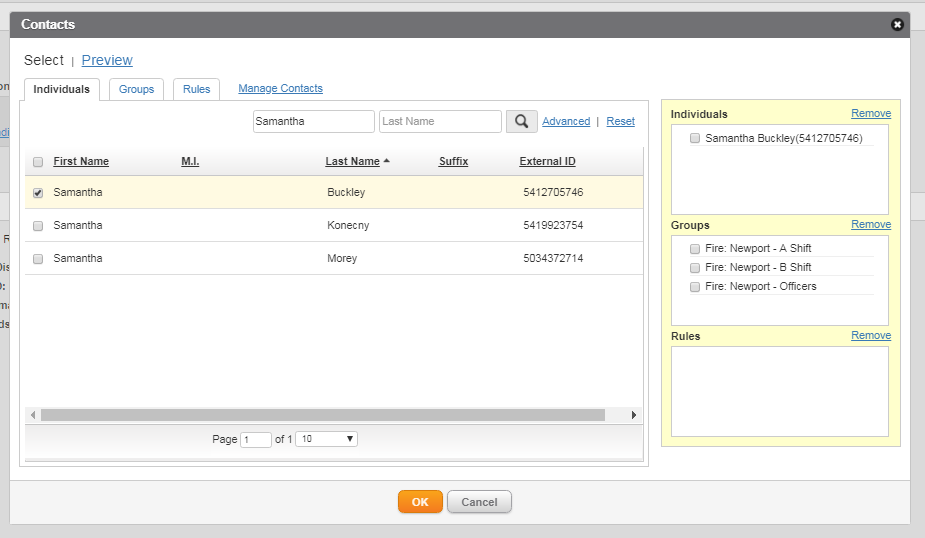 Contacts
Select | Preview
Individuals Groups Rules Manage Contacts
Samantha Last Name Advanced | Reset
First Name M.I. Last Name Suffix External ID
Samantha Buckley 5412705746
Samantha Konecny 5419923754
Samantha Morey 5034372714
Page 1 of 1 10
Individuals Remove
Samantha Buckley(5412705746)
Groups Remove
Fire: Newport - A Shift
Fire: Newport - B Shift
Fire: Newport - Officers
Rules Remove
OK Cancel